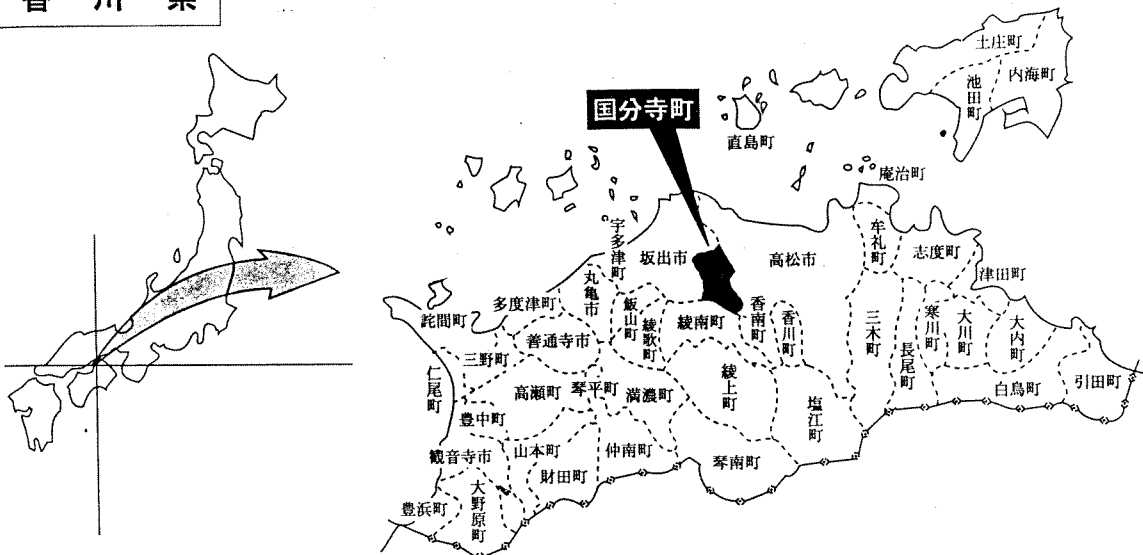 香川県
国分寺町
土庄町
内海町
池田町
直島町
庵治町
牟礼町
志度町
津田町
宇多津町
坂出市
高松市
丸亀市
多度津町
詫間町
飯山町
綾歌町
綾南町
香南町
香川町
三木町
長尾町
寒川町
大川町
大内町
白鳥町
引田町
善通寺市
三野町
仁尾町
高瀬町
琴平町
満濃町
綾上町
塩江町
豊中町
観音寺市
山本町
財田町
仲南町
琴南町
大野原町
豊浜町